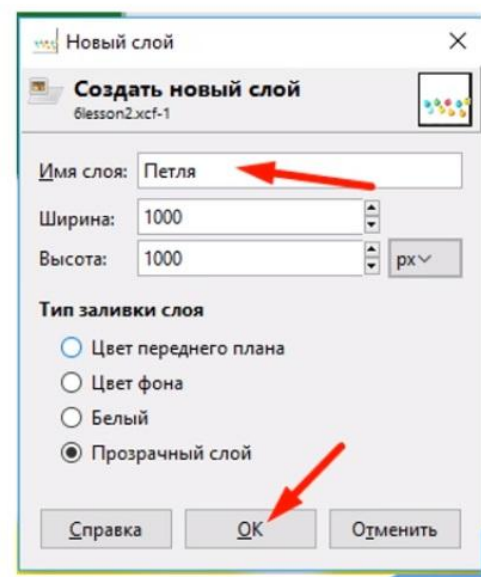 Новый слой
Создать новый слой
6lesson2.xcf-1
Имя слоя: Петля
Ширина: 1000
Высота: 1000 px
Тип заливки слоя
Цвет переднего плана
Цвет фона
Белый
Прозрачный слой
Справка OK Отменить